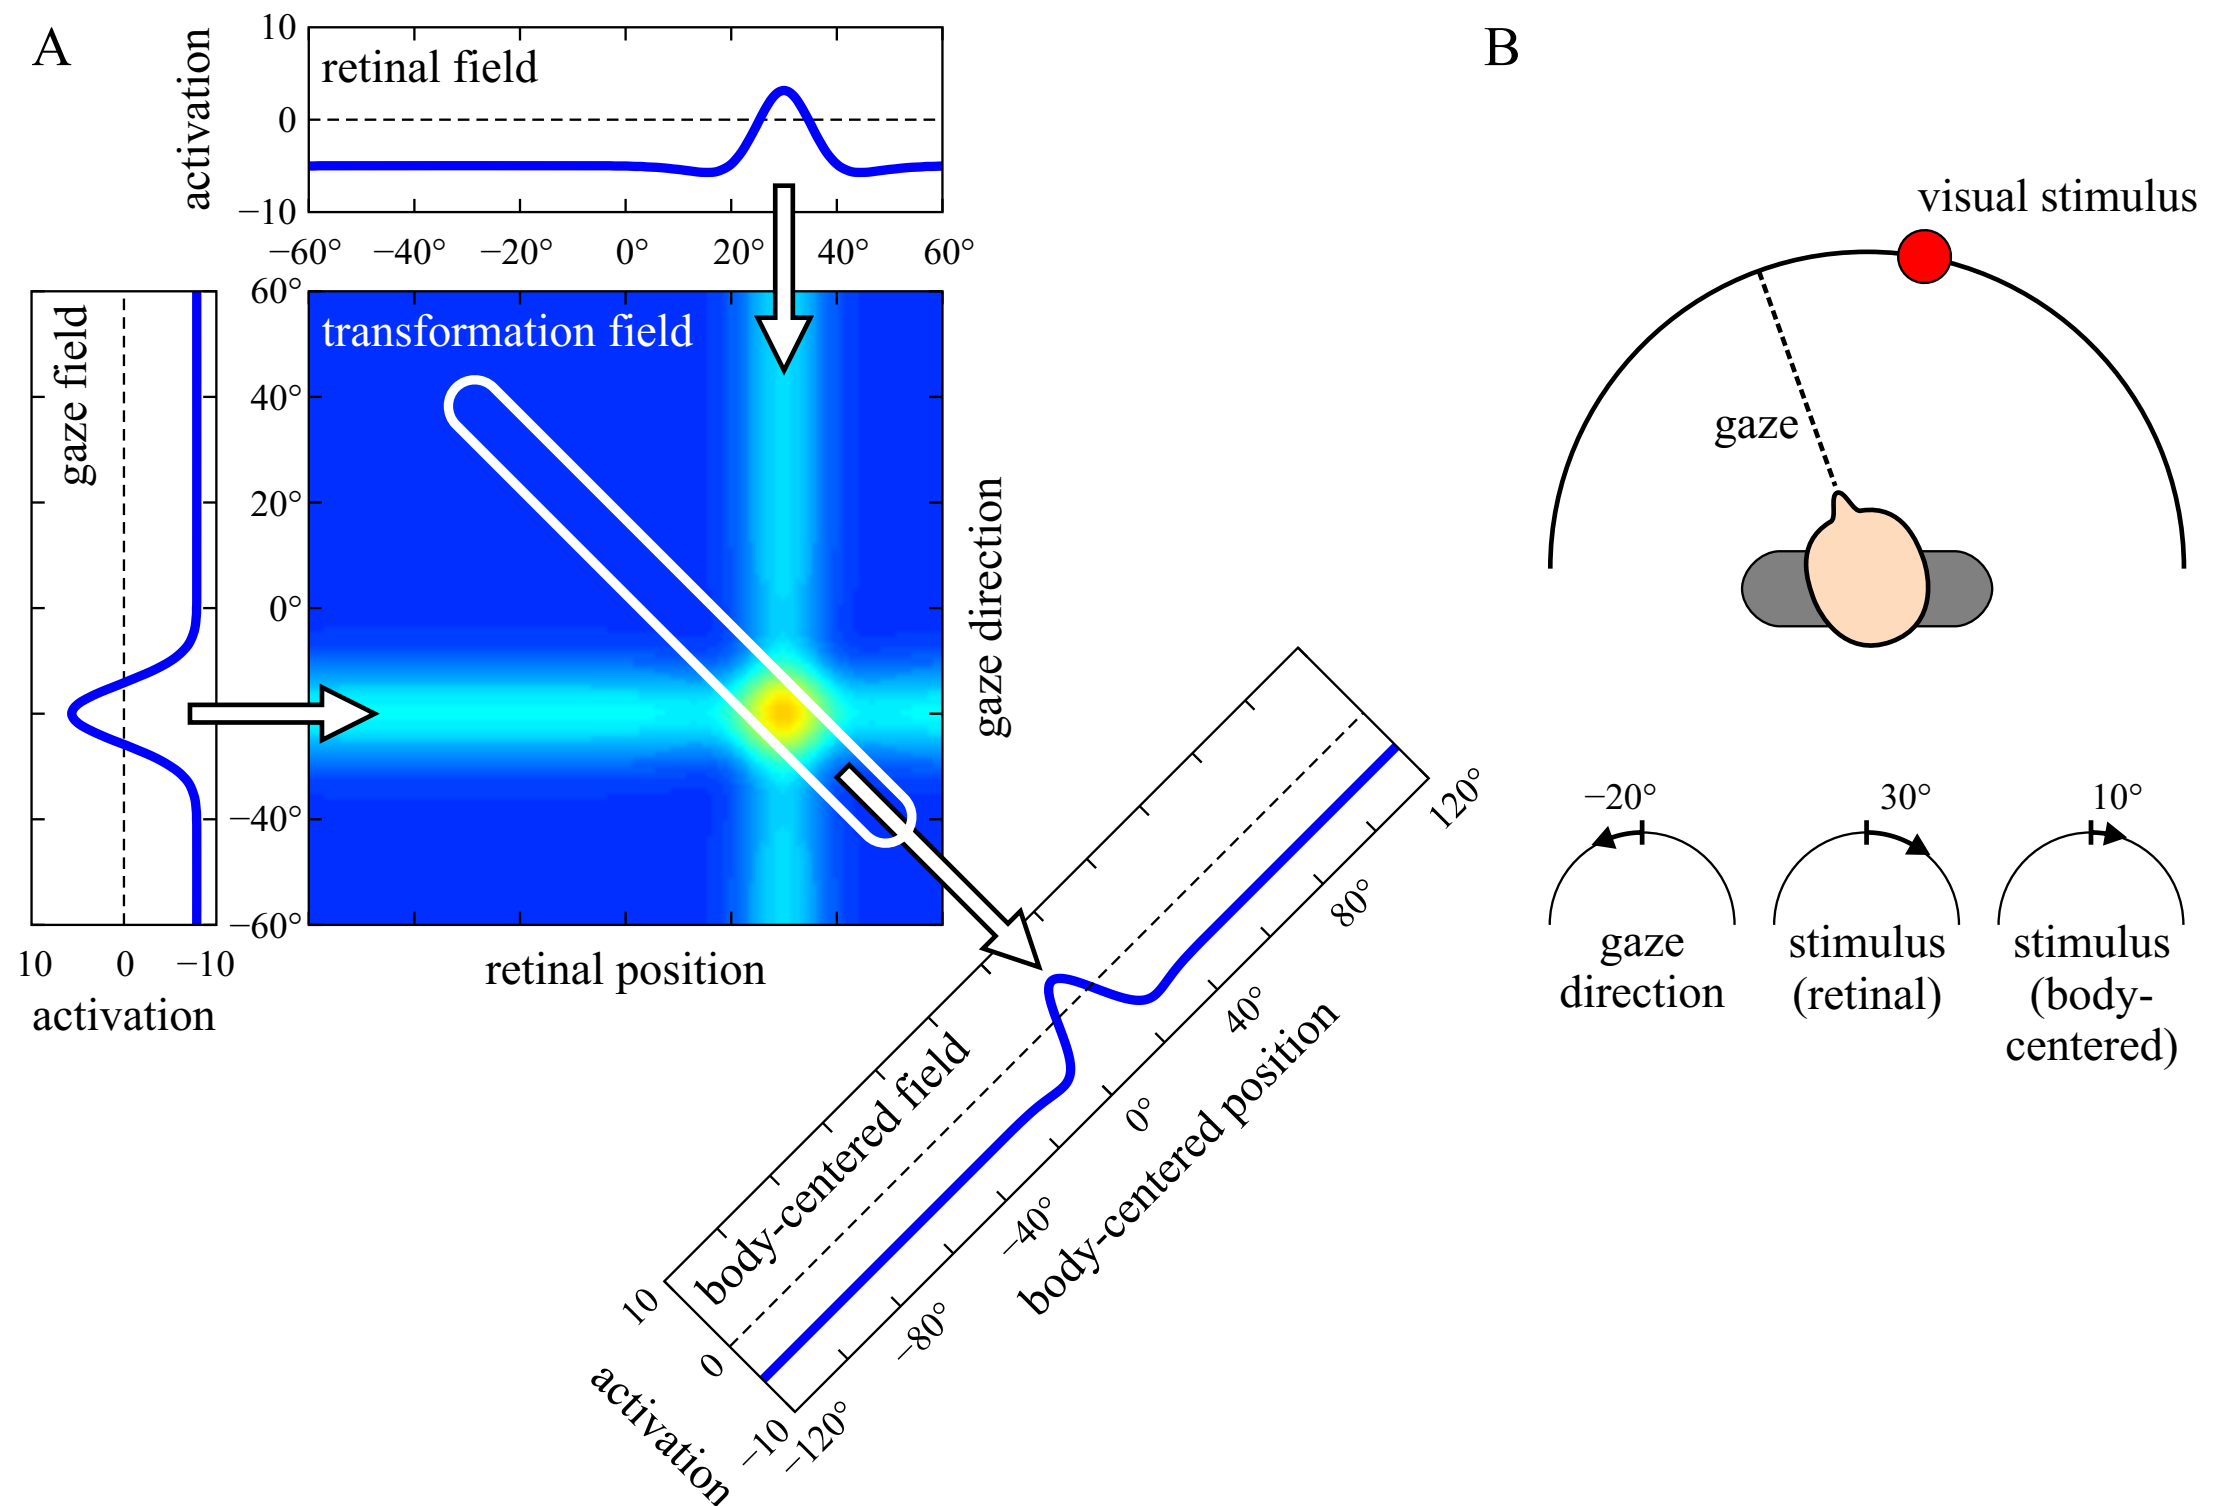 A
activation
10
0
−10
retinal field
−60°
−40°
−20°
0°
20°
40°
60°
gaze field
10
0
−10
activation
transformation field
60°
40°
20°
0°
−40°
−60°
retinal position
gaze direction
body-centered field
10
0
−10
activation
−120°
−80°
−40°
0°
40°
80°
120°
body-centered position
B
visual stimulus
gaze
−20°
gaze
direction
30°
stimulus
(retinal)
10°
stimulus
(body-
centered)